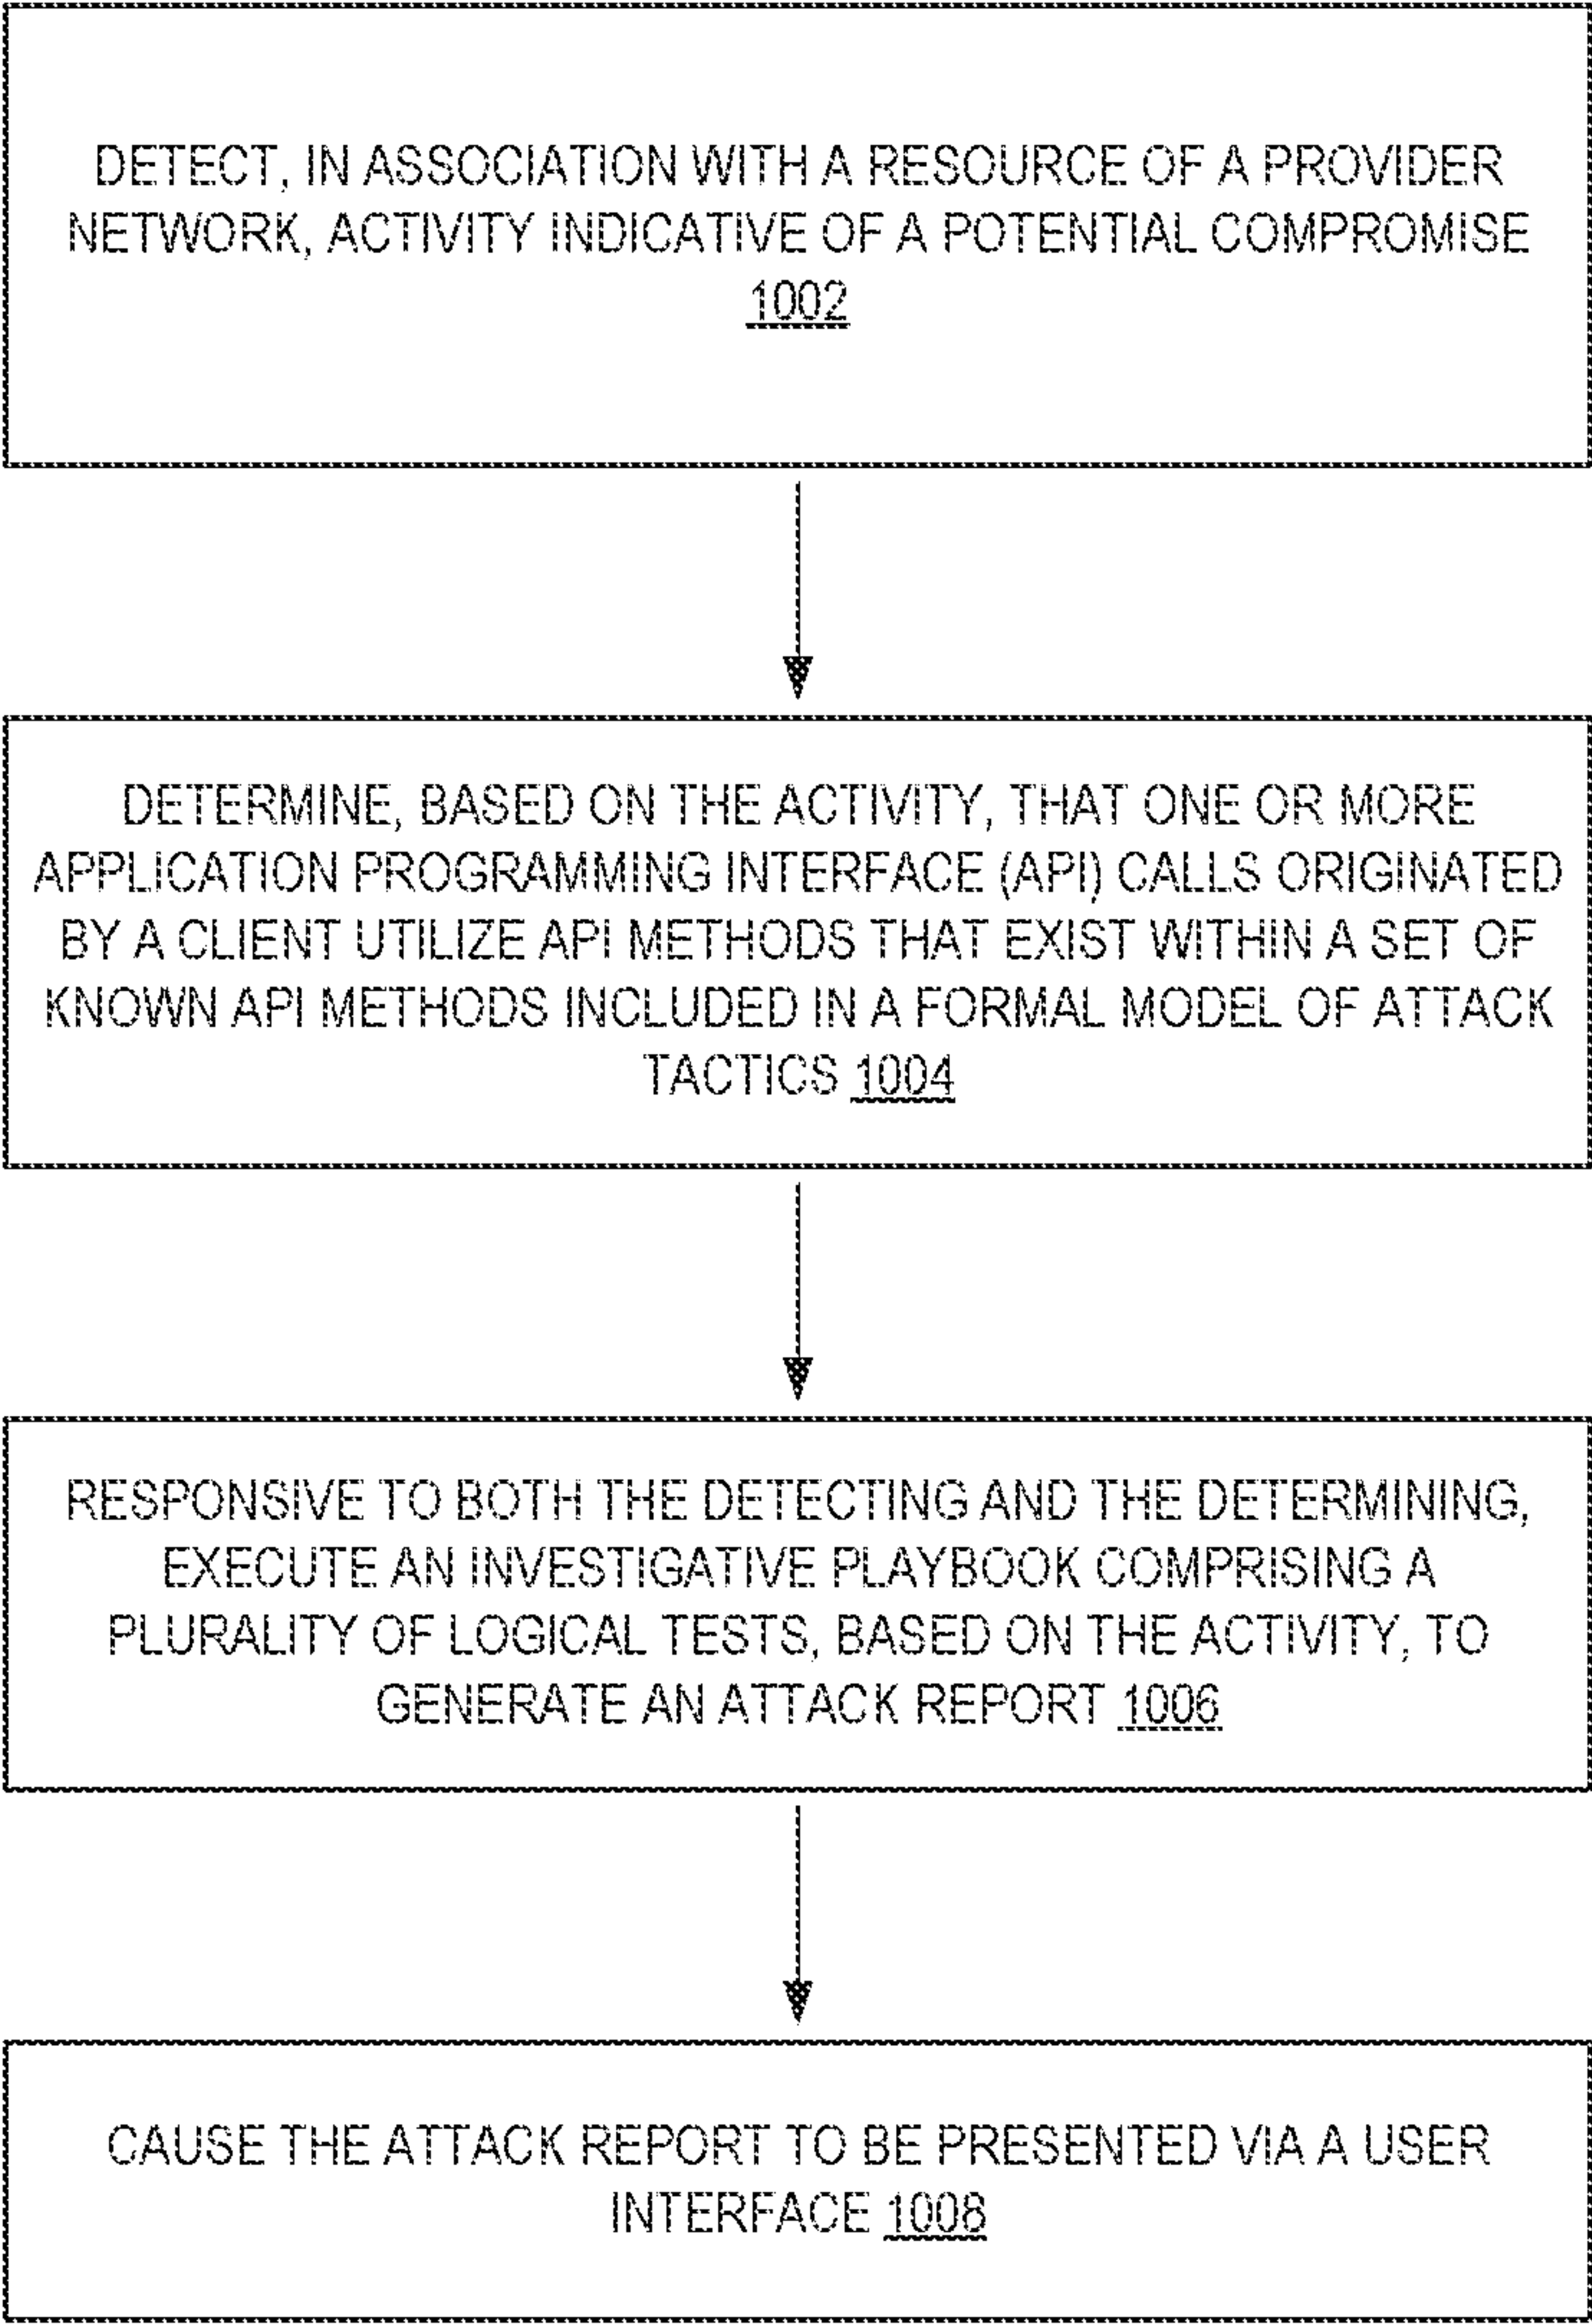 DETECT, IN ASSOCIATION WITH A RESOURCE OF A PROVIDER
NETWORK, ACTIVITY INDICATIVE OF A POTENTIAL COMPROMISE
1002
DETERMINE, BASED ON THE ACTIVITY, THAT ONE OR MORE
APPLICATION PROGRAMMING INTERFACE (API) CALLS ORIGINATED
BY A CLIENT UTILIZE API METHODS THAT EXIST WITHIN A SET OF
KNOWN API METHODS INCLUDED IN A FORMAL MODEL OF ATTACK
TACTICS 1004
RESPONSIVE TO BOTH THE DETECTING AND THE DETERMINING,
EXECUTE AN INVESTIGATIVE PLAYBOOK COMPRISING A
PLURALITY OF LOGICAL TESTS, BASED ON THE ACTIVITY, TO
GENERATE AN ATTACK REPORT 1006
CAUSE THE ATTACK REPORT TO BE PRESENTED VIA A USER
INTERFACE 1008